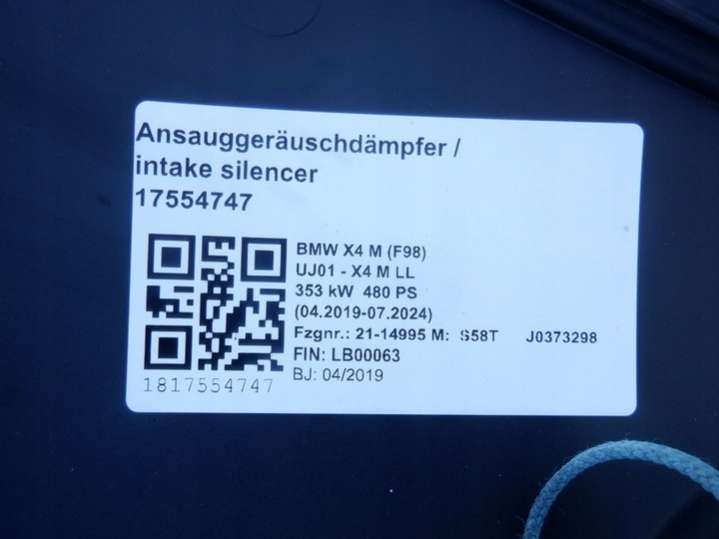 Ansauggeräuschdämpfer /
intake silencer
17554747
BMW X4 M (F98)
UJ01 - X4 M LL
353 kW 480 PS
(04.2019-07.2024)
Fzgnr.: 21-14995 M: S58T J0373298
FIN: LB00063
BJ: 04/2019
1817554747